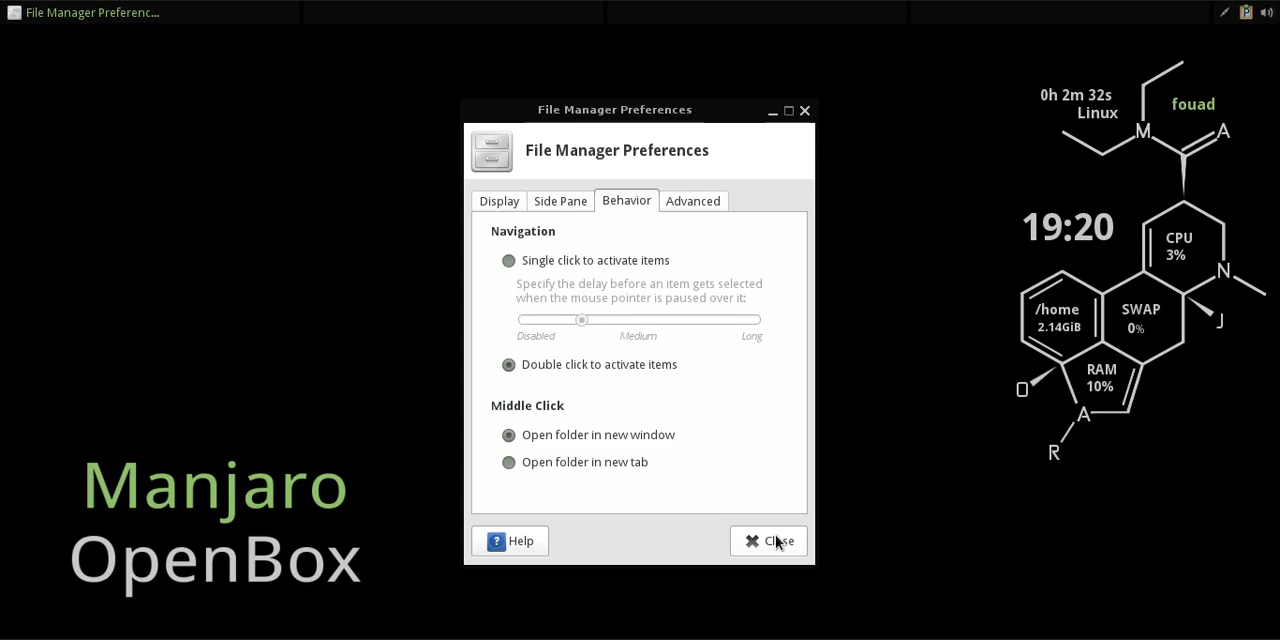 File Manager Preferenc...
File Manager Preferences
File Manager Preferences
Display
Side Pane
Behavior
Advanced
Navigation
Single click to activate items
Specify the delay before an item gets selected
when the mouse pointer is paused over it:
Disabled
Medium
Long
Double click to activate items
Middle Click
Open folder in new window
Open folder in new tab
? Help
Close
0h 2m 32s
Linux
fouad
M
A
19:20
CPU
3%
N
/home
2.14GiB
SWAP
0%
J
RAM
10%
O
A
R
Manjaro
OpenBox